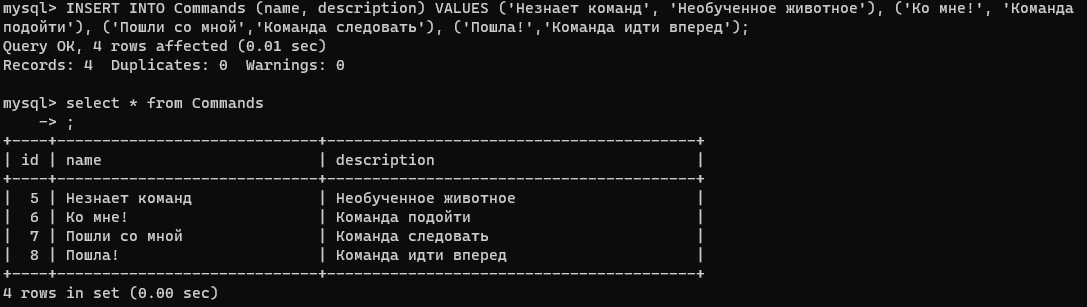 mysql> INSERT INTO Commands (name, description) VALUES ('Незнает команд', 'Необученное животное'), ('Ко мне!', 'Команда
подойти'), ('Пошли со мной','Команда следовать'), ('Пошла!','Команда идти вперед');
Query OK, 4 rows affected (0.01 sec)
Records: 4  Duplicates: 0  Warnings: 0
mysql> select * from Commands
    -> ;
+----+-----------------------------+-----------------------------------------+
| id | name                        | description                             |
+----+-----------------------------+-----------------------------------------+
|  5 | Незнает команд              | Необученное животное                    |
|  6 | Ко мне!                     | Команда подойти                         |
|  7 | Пошли со мной               | Команда следовать                       |
|  8 | Пошла!                      | Команда идти вперед                     |
+----+-----------------------------+-----------------------------------------+
4 rows in set (0.00 sec)